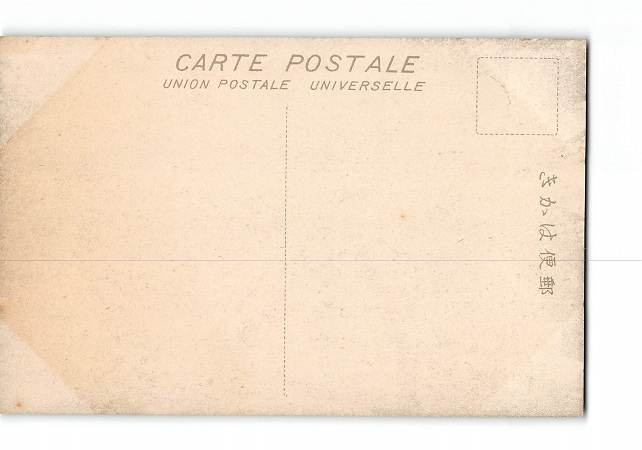 CARTE POSTALE
UNION POSTALE UNIVERSELLE
きかは便郵